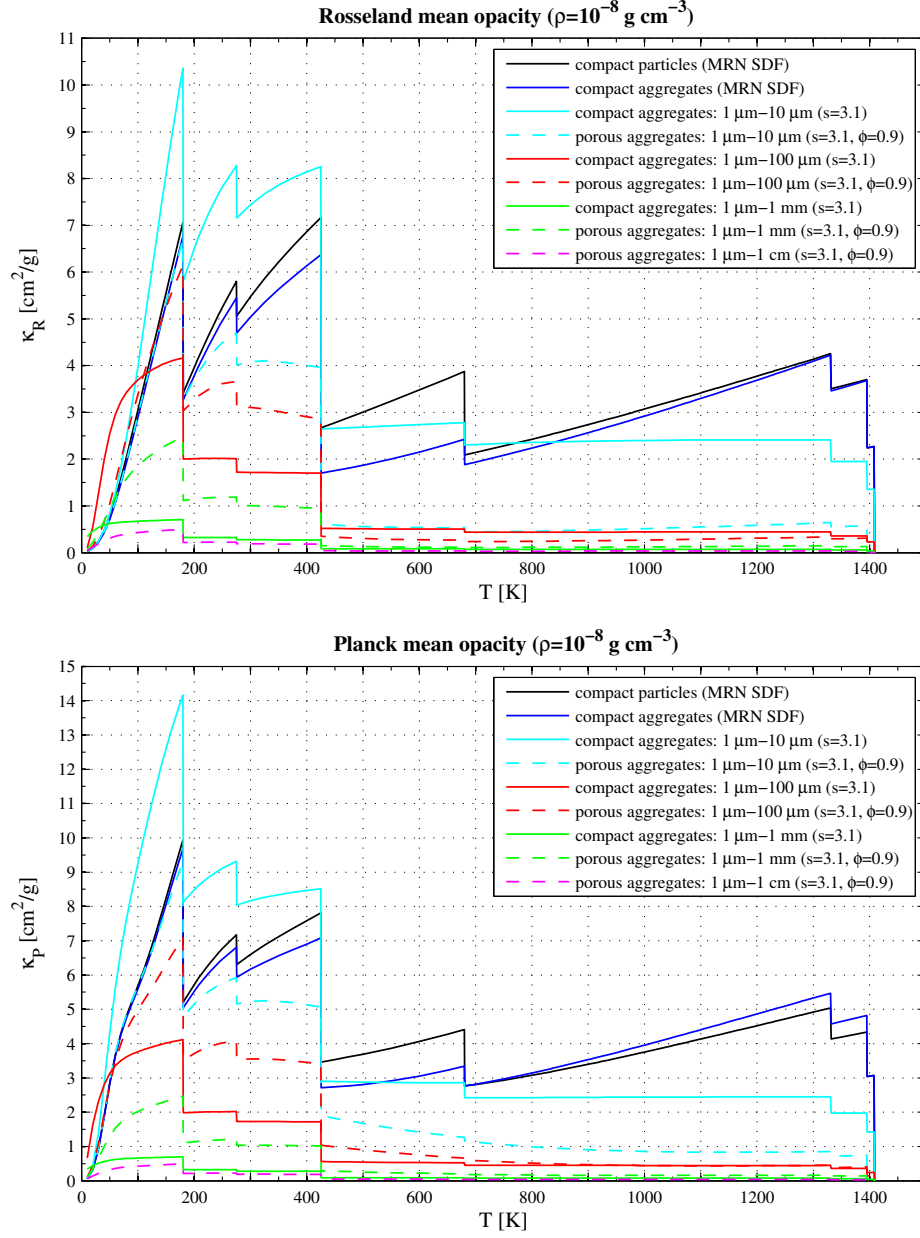 Rosseland mean opacity (ρ=10⁻⁸ g cm⁻³)
11
10
9
8
7
6
5
4
3
2
1
0
κ_R [cm²/g]
compact particles (MRN SDF)
compact aggregates (MRN SDF)
compact aggregates: 1 μm−10 μm (s=3.1)
porous aggregates: 1 μm−10 μm (s=3.1, ϕ=0.9)
compact aggregates: 1 μm−100 μm (s=3.1)
porous aggregates: 1 μm−100 μm (s=3.1, ϕ=0.9)
compact aggregates: 1 μm−1 mm (s=3.1)
porous aggregates: 1 μm−1 mm (s=3.1, ϕ=0.9)
porous aggregates: 1 μm−1 cm (s=3.1, ϕ=0.9)
0 200 400 600 800 1000 1200 1400
T [K]
Planck mean opacity (ρ=10⁻⁸ g cm⁻³)
15
14
13
12
11
10
9
8
7
6
5
4
3
2
1
0
κ_P [cm²/g]
compact particles (MRN SDF)
compact aggregates (MRN SDF)
compact aggregates: 1 μm−10 μm (s=3.1)
porous aggregates: 1 μm−10 μm (s=3.1, ϕ=0.9)
compact aggregates: 1 μm−100 μm (s=3.1)
porous aggregates: 1 μm−100 μm (s=3.1, ϕ=0.9)
compact aggregates: 1 μm−1 mm (s=3.1)
porous aggregates: 1 μm−1 mm (s=3.1, ϕ=0.9)
porous aggregates: 1 μm−1 cm (s=3.1, ϕ=0.9)
0 200 400 600 800 1000 1200 1400
T [K]